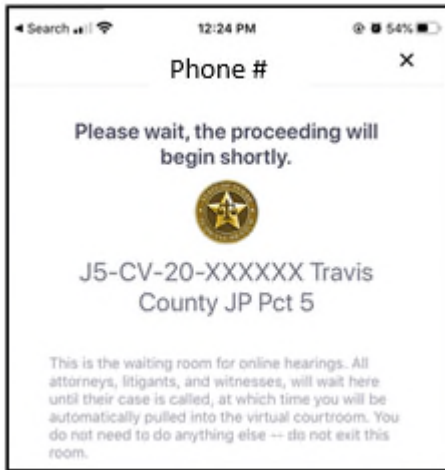 Search
12:24 PM
54%
Phone #
Please wait, the proceeding will
begin shortly.
J5-CV-20-XXXXXX Travis
County JP Pct 5
This is the waiting room for online hearings. All
attorneys, litigants, and witnesses, will wait here
until their case is called, at which time you will be
automatically pulled into the virtual courtroom. You
do not need to do anything else -- do not exit this
room.